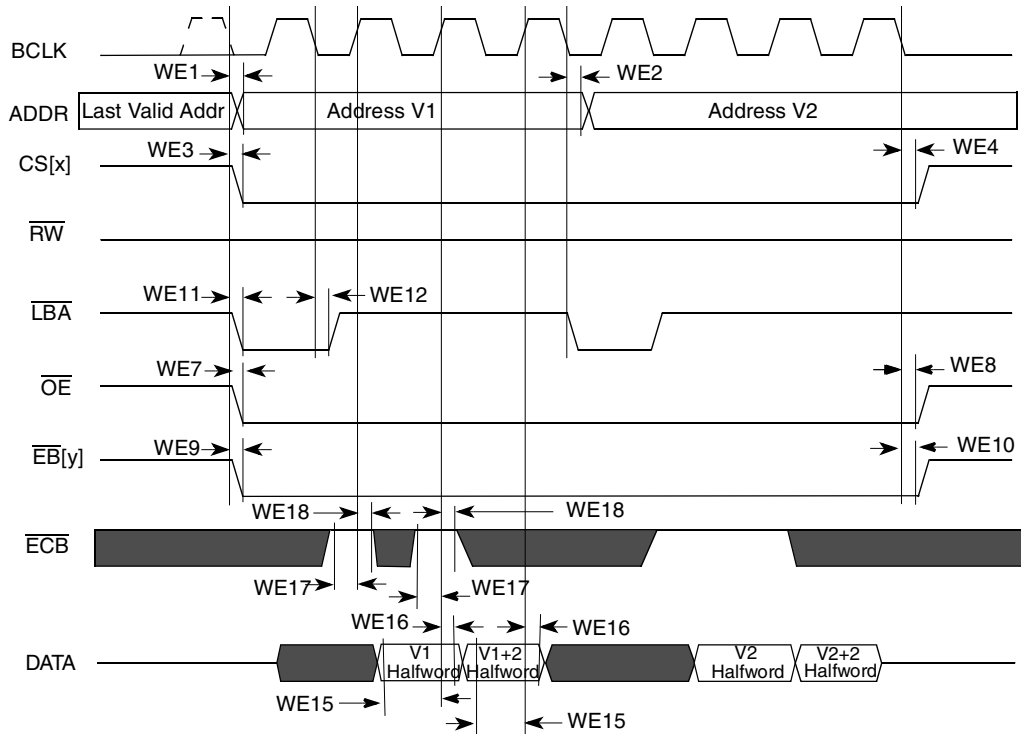 BCLK
WE1
WE2
ADDR
Last Valid Addr
Address V1
Address V2
WE3
WE4
CS[x]
RW
WE11
WE12
LBA
WE7
WE8
OE
WE9
WE10
EB[y]
WE18
WE18
ECB
WE17
WE17
WE16
WE16
DATA
V1
Halfword
V1+2
Halfword
V2
Halfword
V2+2
Halfword
WE15
WE15